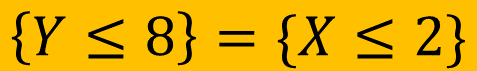 {Y ≤ 8} = {X ≤ 2}